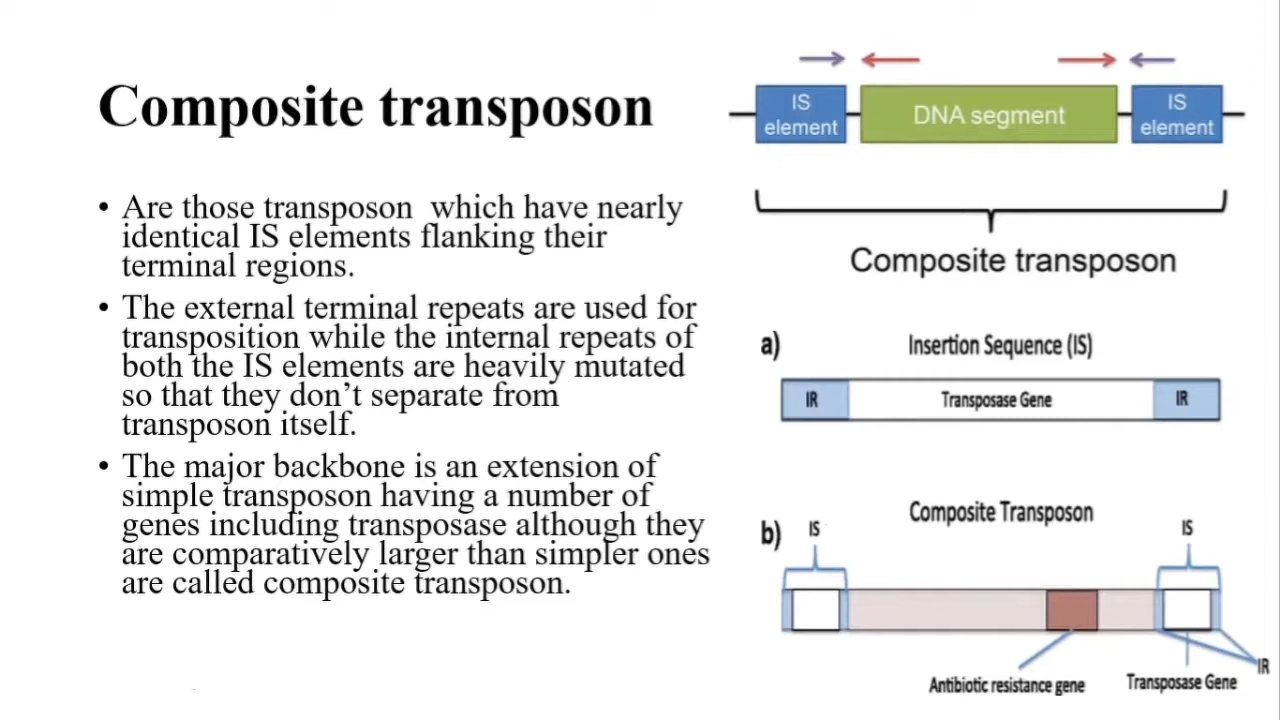 Composite transposon
• Are those transposon which have nearly
identical IS elements flanking their
terminal regions.
• The external terminal repeats are used for
transposition while the internal repeats of
both the IS elements are heavily mutated
so that they don’t separate from
transposon itself.
• The major backbone is an extension of
simple transposon having a number of
genes including transposase although they
are comparatively larger than simpler ones
are called composite transposon.
IS
element
DNA segment
IS
element
Composite transposon
a)
Insertion Sequence (IS)
IR
Transposase Gene
IR
b)
Composite Transposon
IS
IS
Antibiotic resistance gene
Transposase Gene
IR